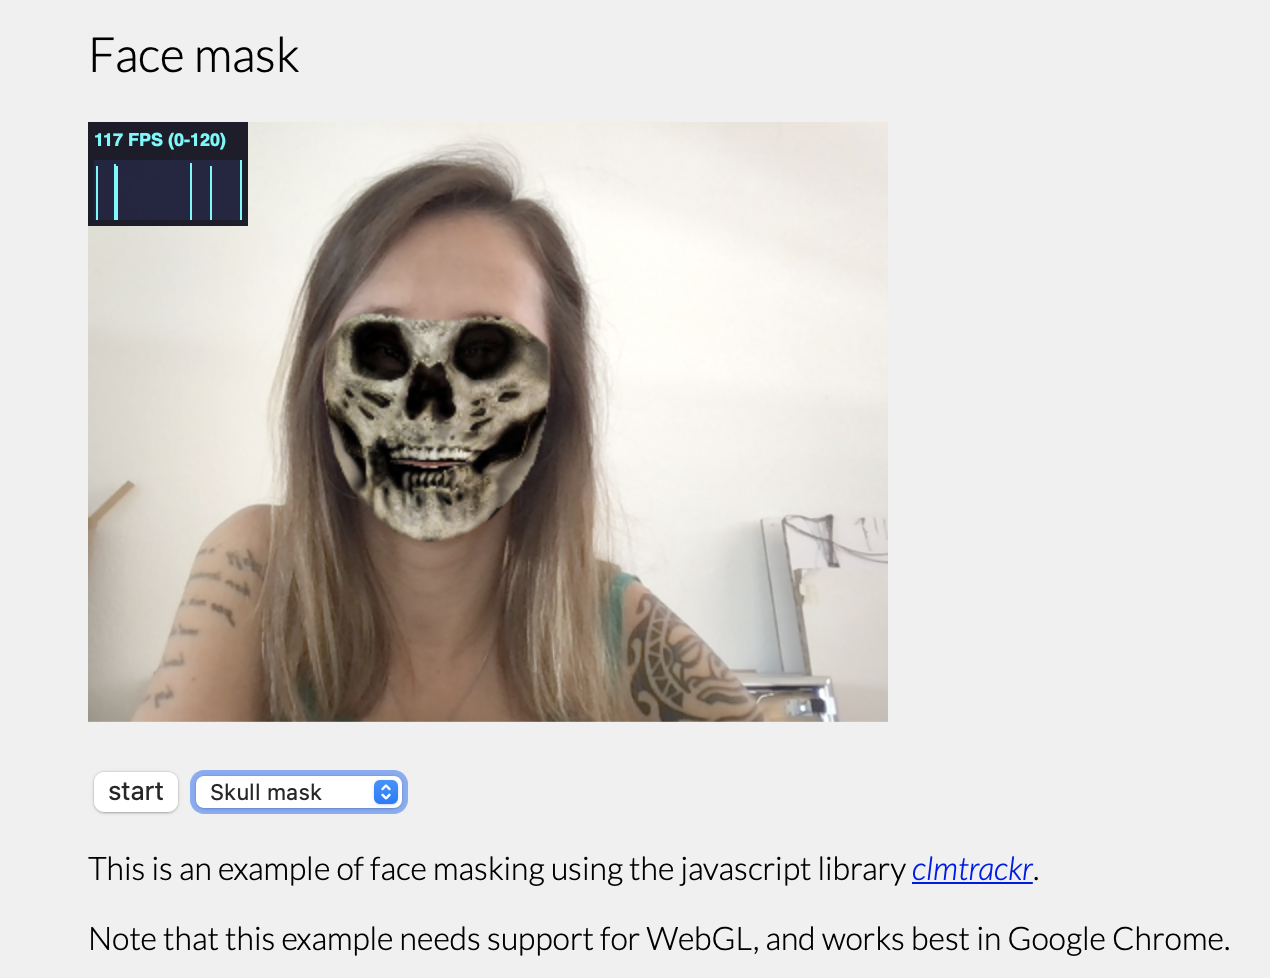 Face mask
117 FPS (0-120)
start
Skull mask
This is an example of face masking using the javascript library clmtrackr.
Note that this example needs support for WebGL, and works best in Google Chrome.